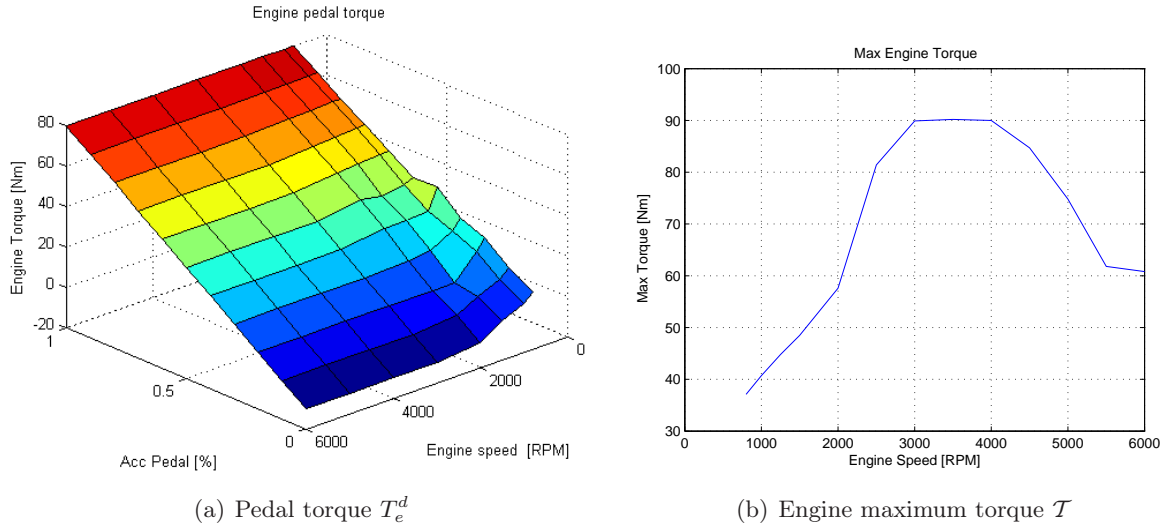 Engine pedal torque
Engine Torque [Nm]
80
60
40
20
0
-20
1
0.5
0
Acc Pedal [%]
6000
4000
2000
0
Engine speed [RPM]
(a) Pedal torque T_e^d
Max Engine Torque
Max Torque [Nm]
100
90
80
70
60
50
40
30
0 1000 2000 3000 4000 5000 6000
Engine Speed [RPM]
(b) Engine maximum torque 𝒯